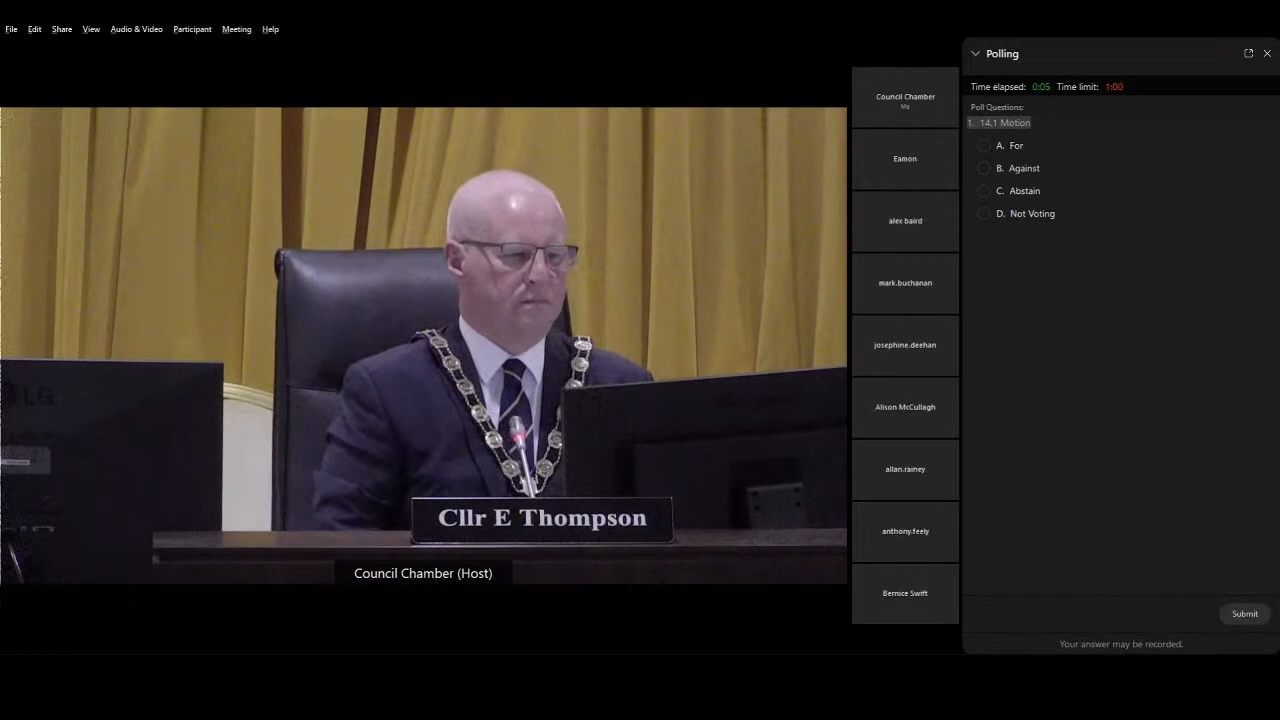 File Edit Share View Audio & Video Participant Meeting Help
LG
Cllr E Thompson
Council Chamber (Host)
Council Chamber
Me
Eamon
alex baird
mark.buchanan
josephine.deehan
Alison McCullagh
allan.rainey
anthony.feely
Bernice Swift
Polling
Time elapsed: 0:05 Time limit: 1:00
Poll Questions:
1. 14.1 Motion
A. For
B. Against
C. Abstain
D. Not Voting
Submit
Your answer may be recorded.